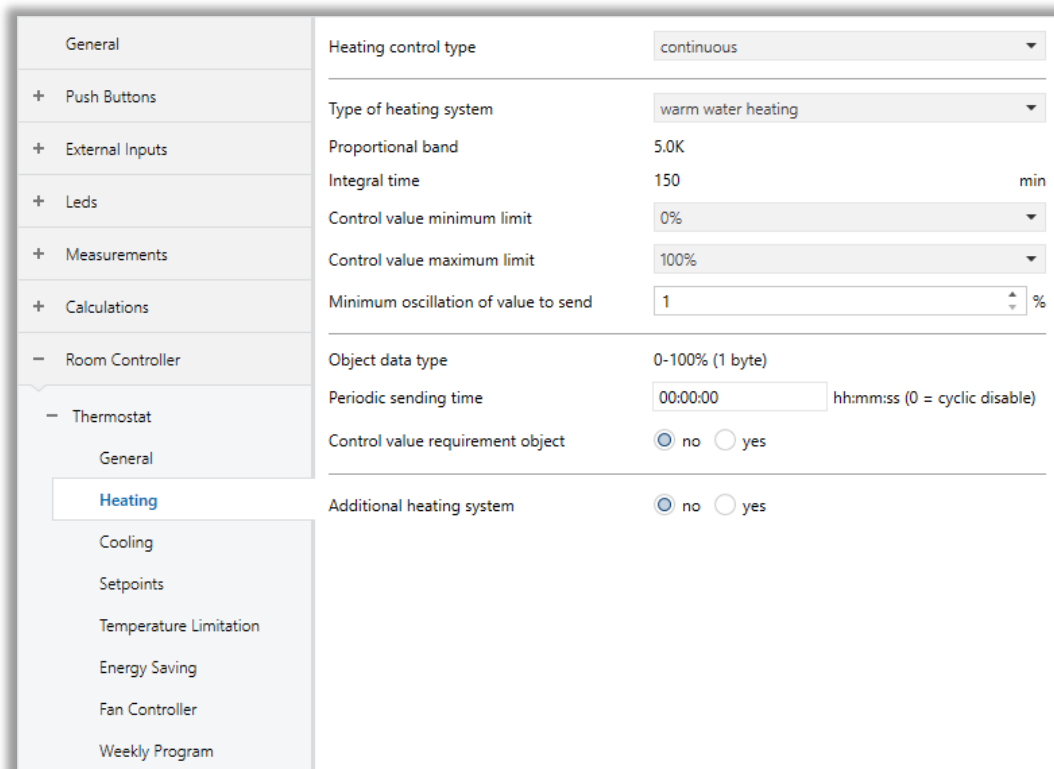 General
+ Push Buttons
+ External Inputs
+ Leds
+ Measurements
+ Calculations
− Room Controller
− Thermostat
General
Heating
Cooling
Setpoints
Temperature Limitation
Energy Saving
Fan Controller
Weekly Program
Heating control type continuous
Type of heating system warm water heating
Proportional band 5.0K
Integral time 150 min
Control value minimum limit 0%
Control value maximum limit 100%
Minimum oscillation of value to send 1 %
Object data type 0-100% (1 byte)
Periodic sending time 00:00:00 hh:mm:ss (0 = cyclic disable)
Control value requirement object no yes
Additional heating system no yes